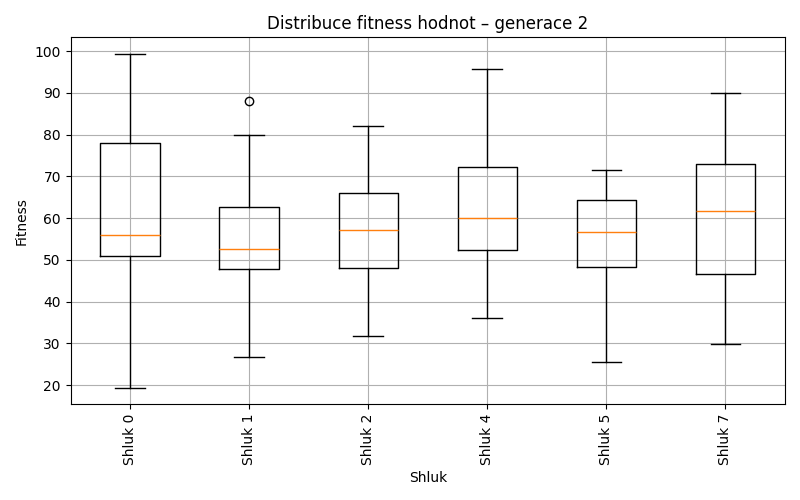 Distribuce fitness hodnot – generace 2
Fitness
100
90
80
70
60
50
40
30
20
Shluk 0
Shluk 1
Shluk 2
Shluk 4
Shluk 5
Shluk 7
Shluk